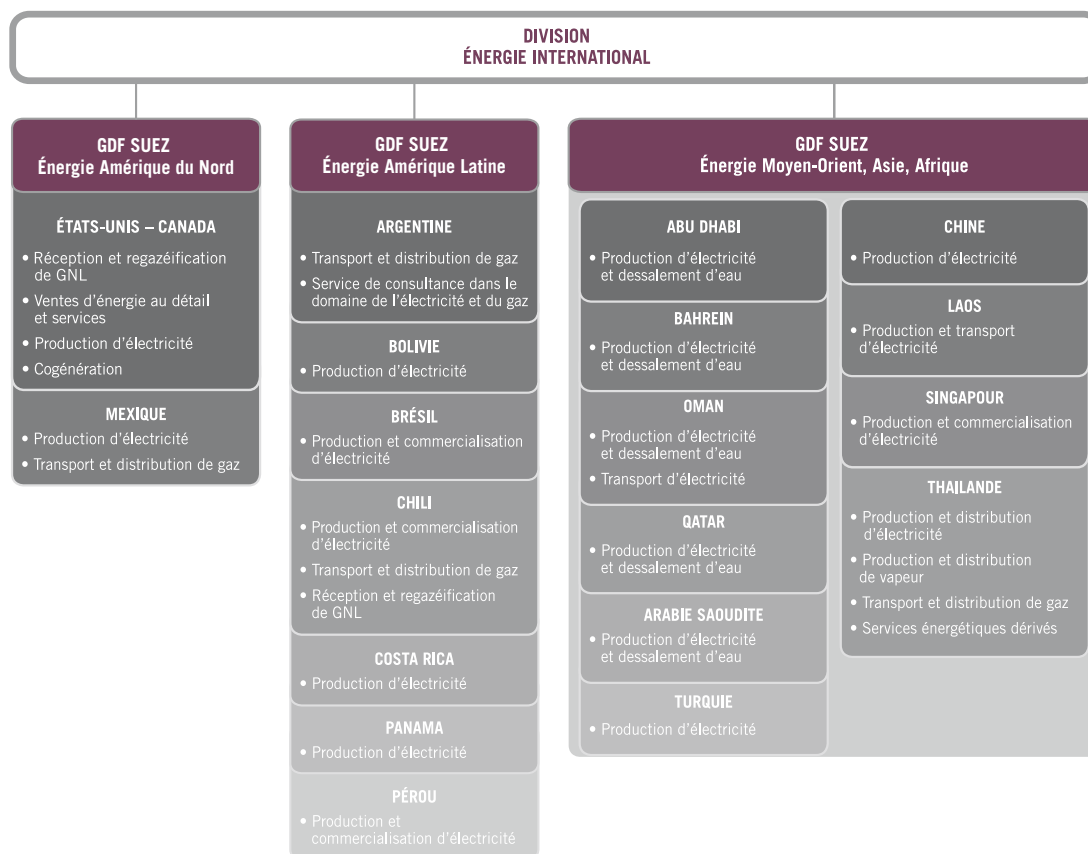 DIVISION
ÉNERGIE INTERNATIONAL
GDF SUEZ
Énergie Amérique du Nord
ÉTATS-UNIS – CANADA
• Réception et regazéification
de GNL
• Ventes d'énergie au détail
et services
• Production d'électricité
• Cogénération
MEXIQUE
• Production d'électricité
• Transport et distribution de gaz
GDF SUEZ
Énergie Amérique Latine
ARGENTINE
• Transport et distribution de gaz
• Service de consultance dans le
domaine de l'électricité et du gaz
BOLIVIE
• Production d'électricité
BRÉSIL
• Production et commercialisation
d'électricité
CHILI
• Production et commercialisation
d'électricité
• Transport et distribution de gaz
• Réception et regazéification
de GNL
COSTA RICA
• Production d'électricité
PANAMA
• Production d'électricité
PÉROU
• Production et
commercialisation d'électricité
GDF SUEZ
Énergie Moyen-Orient, Asie, Afrique
ABU DHABI
• Production d'électricité
et dessalement d'eau
BAHREIN
• Production d'électricité
et dessalement d'eau
OMAN
• Production d'électricité
et dessalement d'eau
• Transport d'électricité
QATAR
• Production d'électricité
et dessalement d'eau
ARABIE SAOUDITE
• Production d'électricité
et dessalement d'eau
TURQUIE
• Production d'électricité
CHINE
• Production d'électricité
LAOS
• Production et transport
d'électricité
SINGAPOUR
• Production et commercialisation
d'électricité
THAILANDE
• Production et distribution
d'électricité
• Production et distribution
de vapeur
• Transport et distribution de gaz
• Services énergétiques dérivés